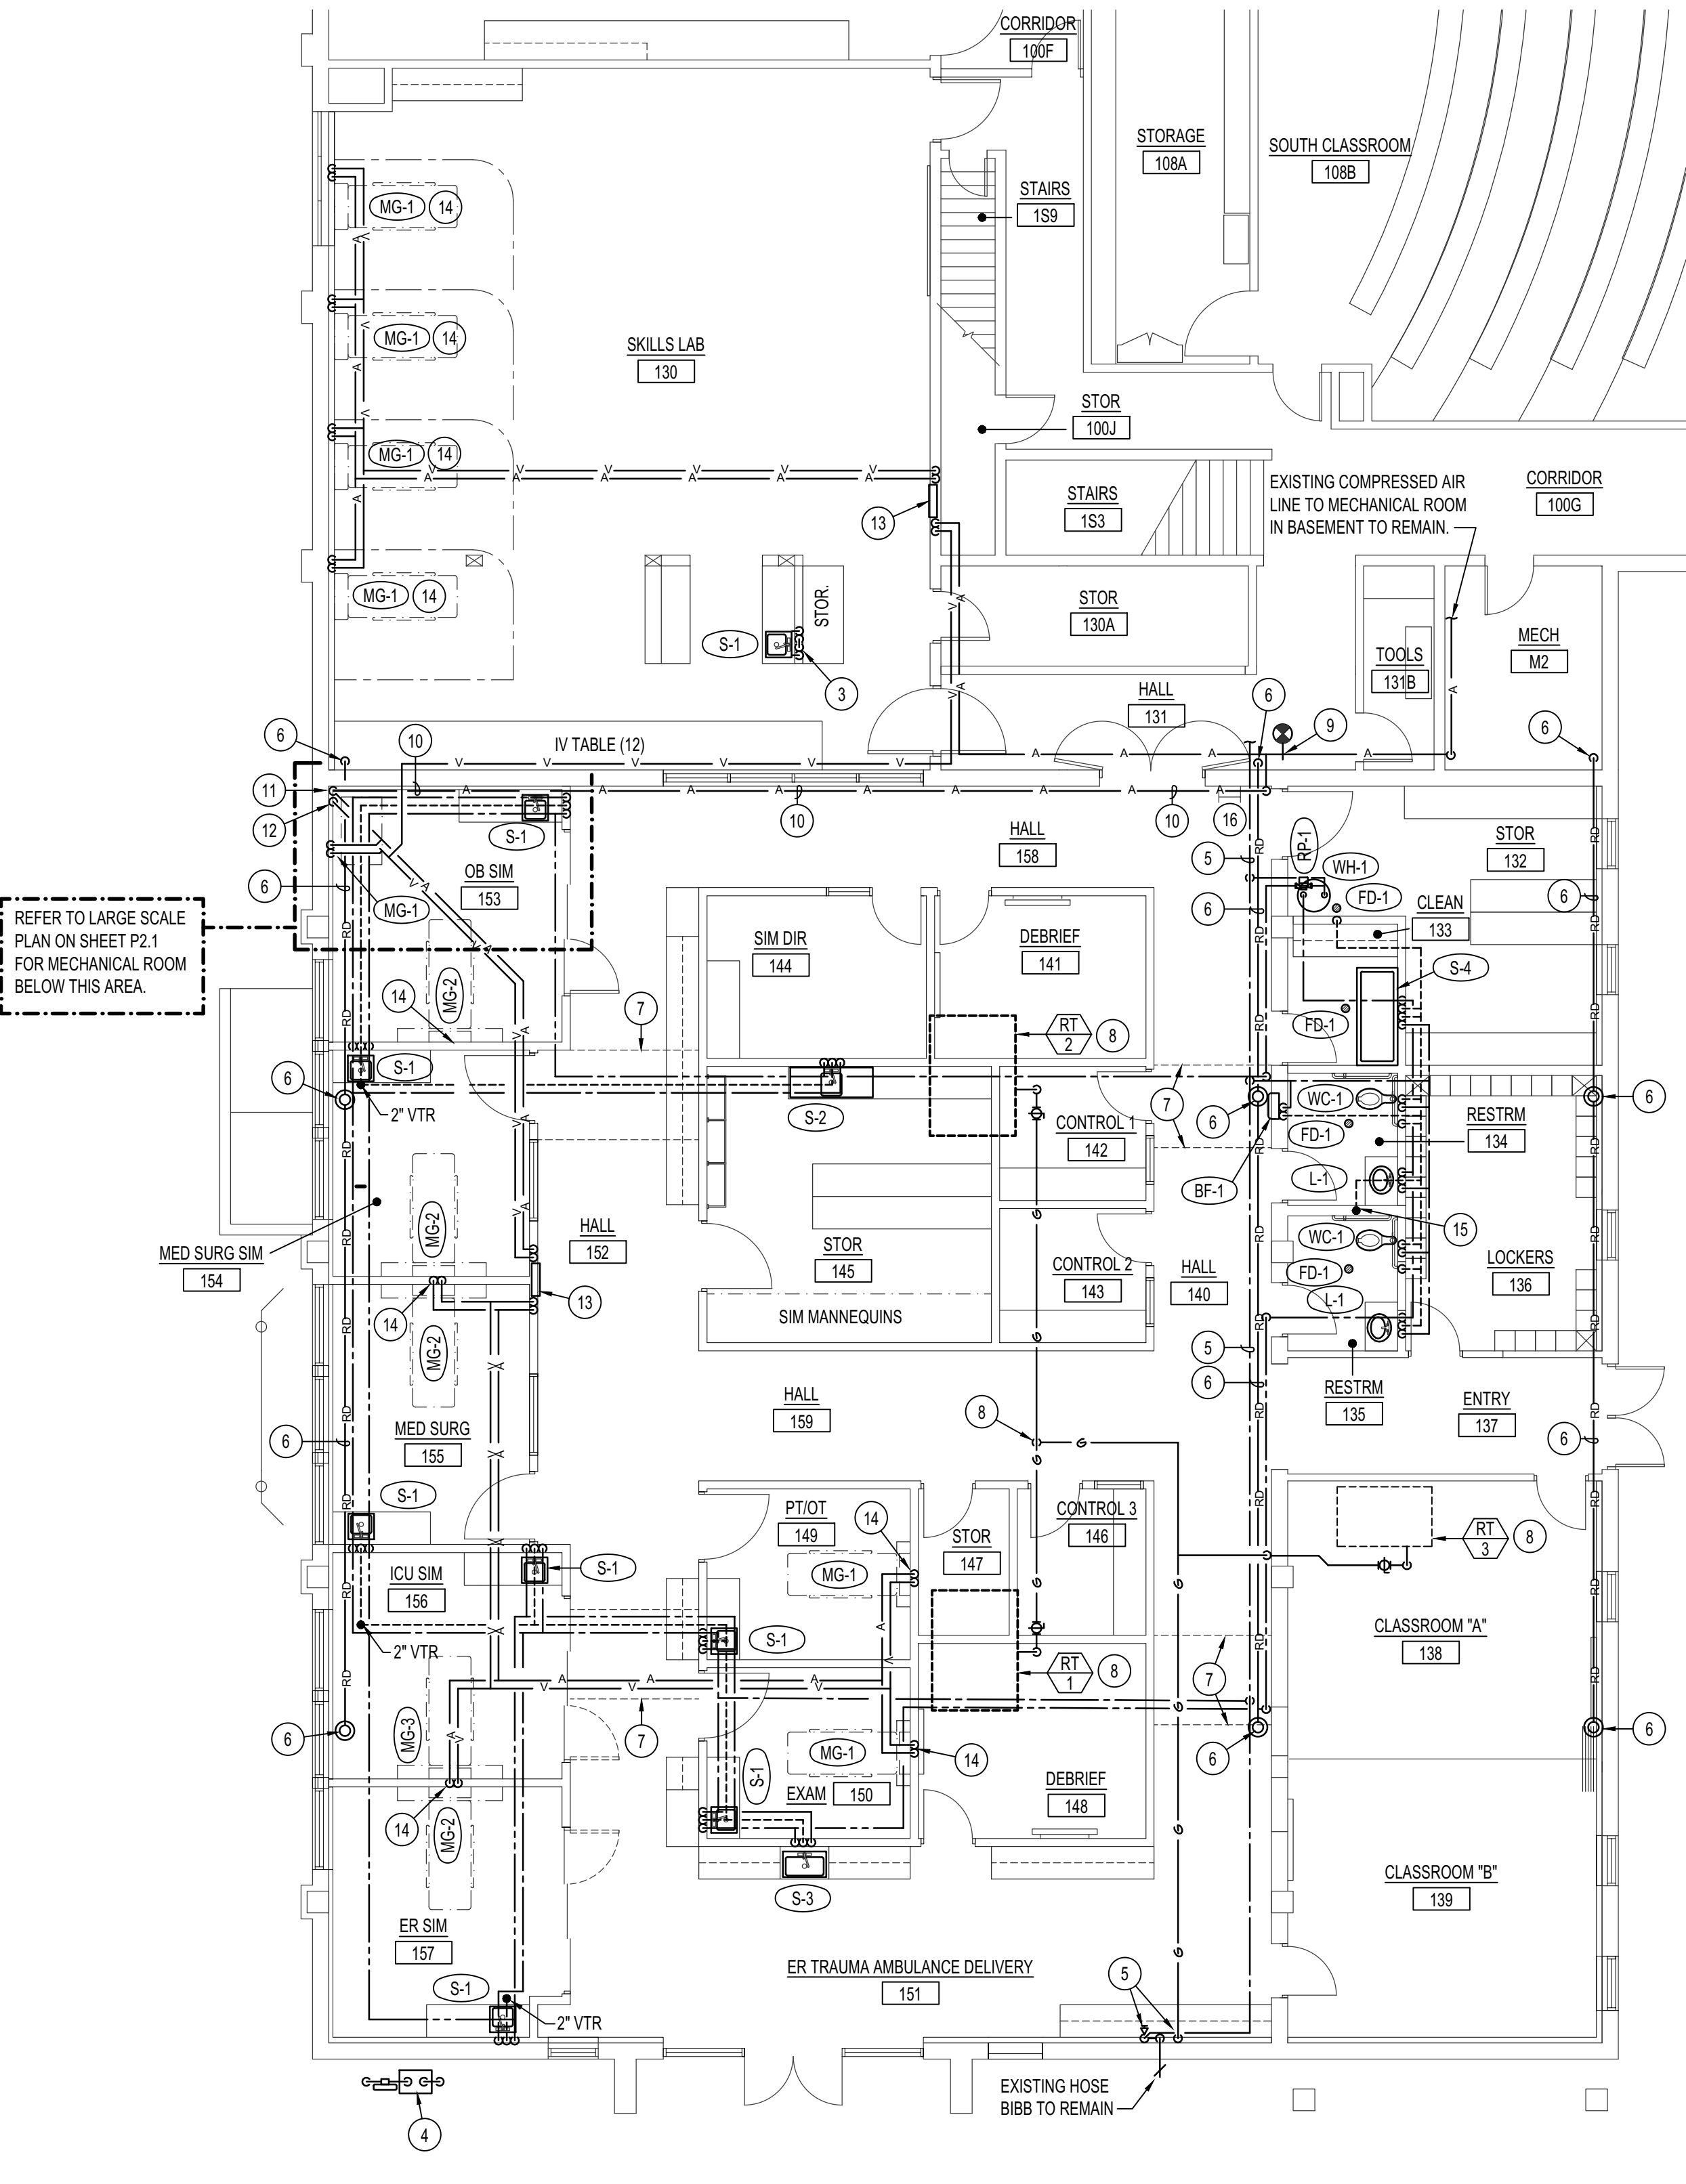 CORRIDOR
100F
STORAGE
108A
SOUTH CLASSROOM
108B
STAIRS
1S9
MG-1 14
MG-1 14
SKILLS LAB
130
STOR
100J
MG-1 14
V V V V V V
A A A A A
EXISTING COMPRESSED AIR
LINE TO MECHANICAL ROOM
IN BASEMENT TO REMAIN.
CORRIDOR
100G
STAIRS
1S3
13
MG-1 14
STOR.
STOR
130A
S-1
3
TOOLS
131B
MECH
M2
HALL
131
6
9
6
6
10
IV TABLE (12)
V V V V V V
A A A A
11
12
A A A A A A A
10
10
16
S-1
HALL
158
STOR
132
5
RP-1
WH-1
OB SIM
153
6
MG-1
FD-1
6
6
CLEAN
133
REFER TO LARGE SCALE
PLAN ON SHEET P2.1
FOR MECHANICAL ROOM
BELOW THIS AREA.
SIM DIR
144
DEBRIEF
141
S-4
MG-2
14
7
RT
2
8
FD-1
S-1
6
2" VTR
S-2
CONTROL 1
142
7
6
WC-1
FD-1
RESTRM
134
6
L-1
BF-1
15
MG-2
MED SURG SIM
154
HALL
152
STOR
145
CONTROL 2
143
HALL
140
WC-1
FD-1
L-1
LOCKERS
136
13
14
SIM MANNEQUINS
MG-2
5
6
RESTRM
135
ENTRY
137
HALL
159
8
6
MED SURG
155
6
S-1
PT/OT
149
14
STOR
147
CONTROL 3
146
RT
3
8
S-1
ICU SIM
156
MG-1
CLASSROOM "A"
138
S-1
2" VTR
RT
1
8
7
7
MG-3
6
MG-1
14
6
6
S-1
EXAM 150
DEBRIEF
148
14
MG-2
S-3
CLASSROOM "B"
139
ER SIM
157
S-1
ER TRAUMA AMBULANCE DELIVERY
151
5
2" VTR
EXISTING HOSE
BIBB TO REMAIN
4